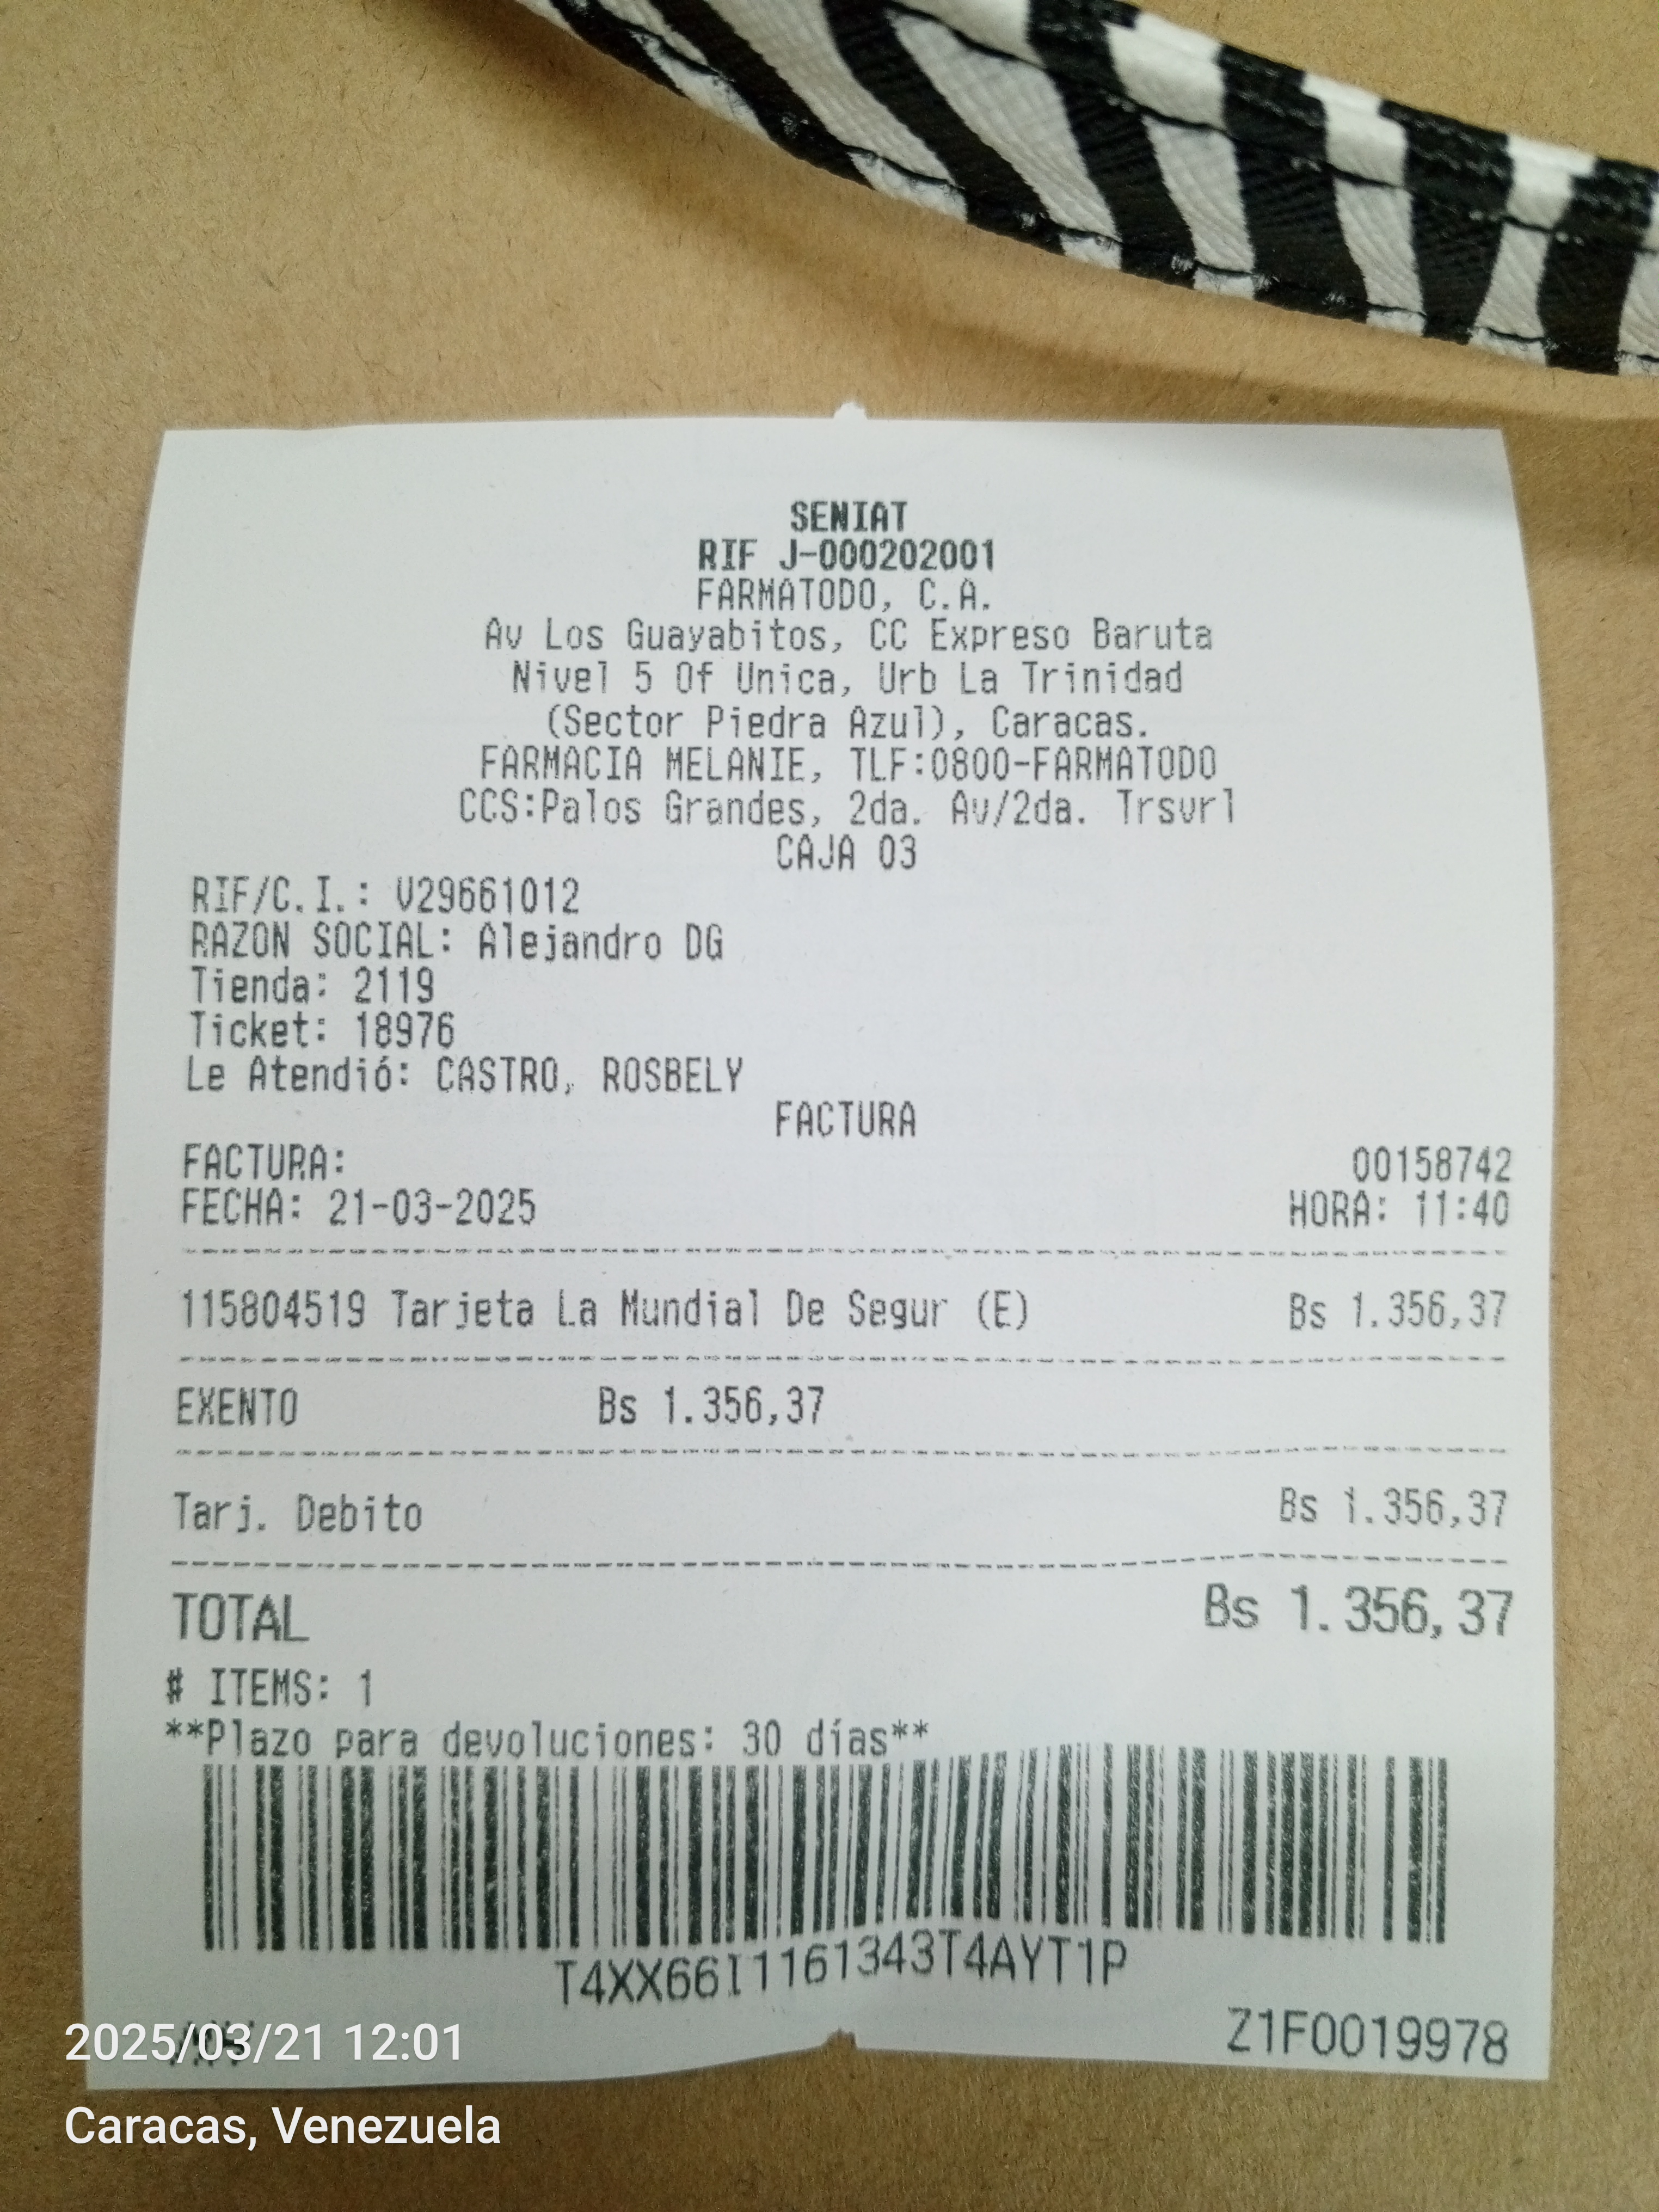 SENIAT
RIF J-000202001
FARMATODO, C.A.
Av Los Guayabitos, CC Expreso Baruta
Nivel 5 Of Unica, Urb La Trinidad
(Sector Piedra Azul), Caracas.
FARMACIA MELANIE, TLF:0800-FARMATODO
CCS:Palos Grandes, 2da. Av/2da. Trsvrl
CAJA 03
RIF/C.I.: V29661012
RAZON SOCIAL: Alejandro DG
Tienda: 2119
Ticket: 18976
Le Atendió: CASTRO, ROSBELY
FACTURA
FACTURA: 00158742
FECHA: 21-03-2025 HORA: 11:40
115804519 Tarjeta La Mundial De Segur (E) Bs 1.356,37
EXENTO Bs 1.356,37
Tarj. Debito Bs 1.356,37
TOTAL Bs 1.356,37
# ITEMS: 1
**Plazo para devoluciones: 30 días**
T4XX66I1161343T4AYT1P
Z1F0019978
2025/03/21 12:01
Caracas, Venezuela